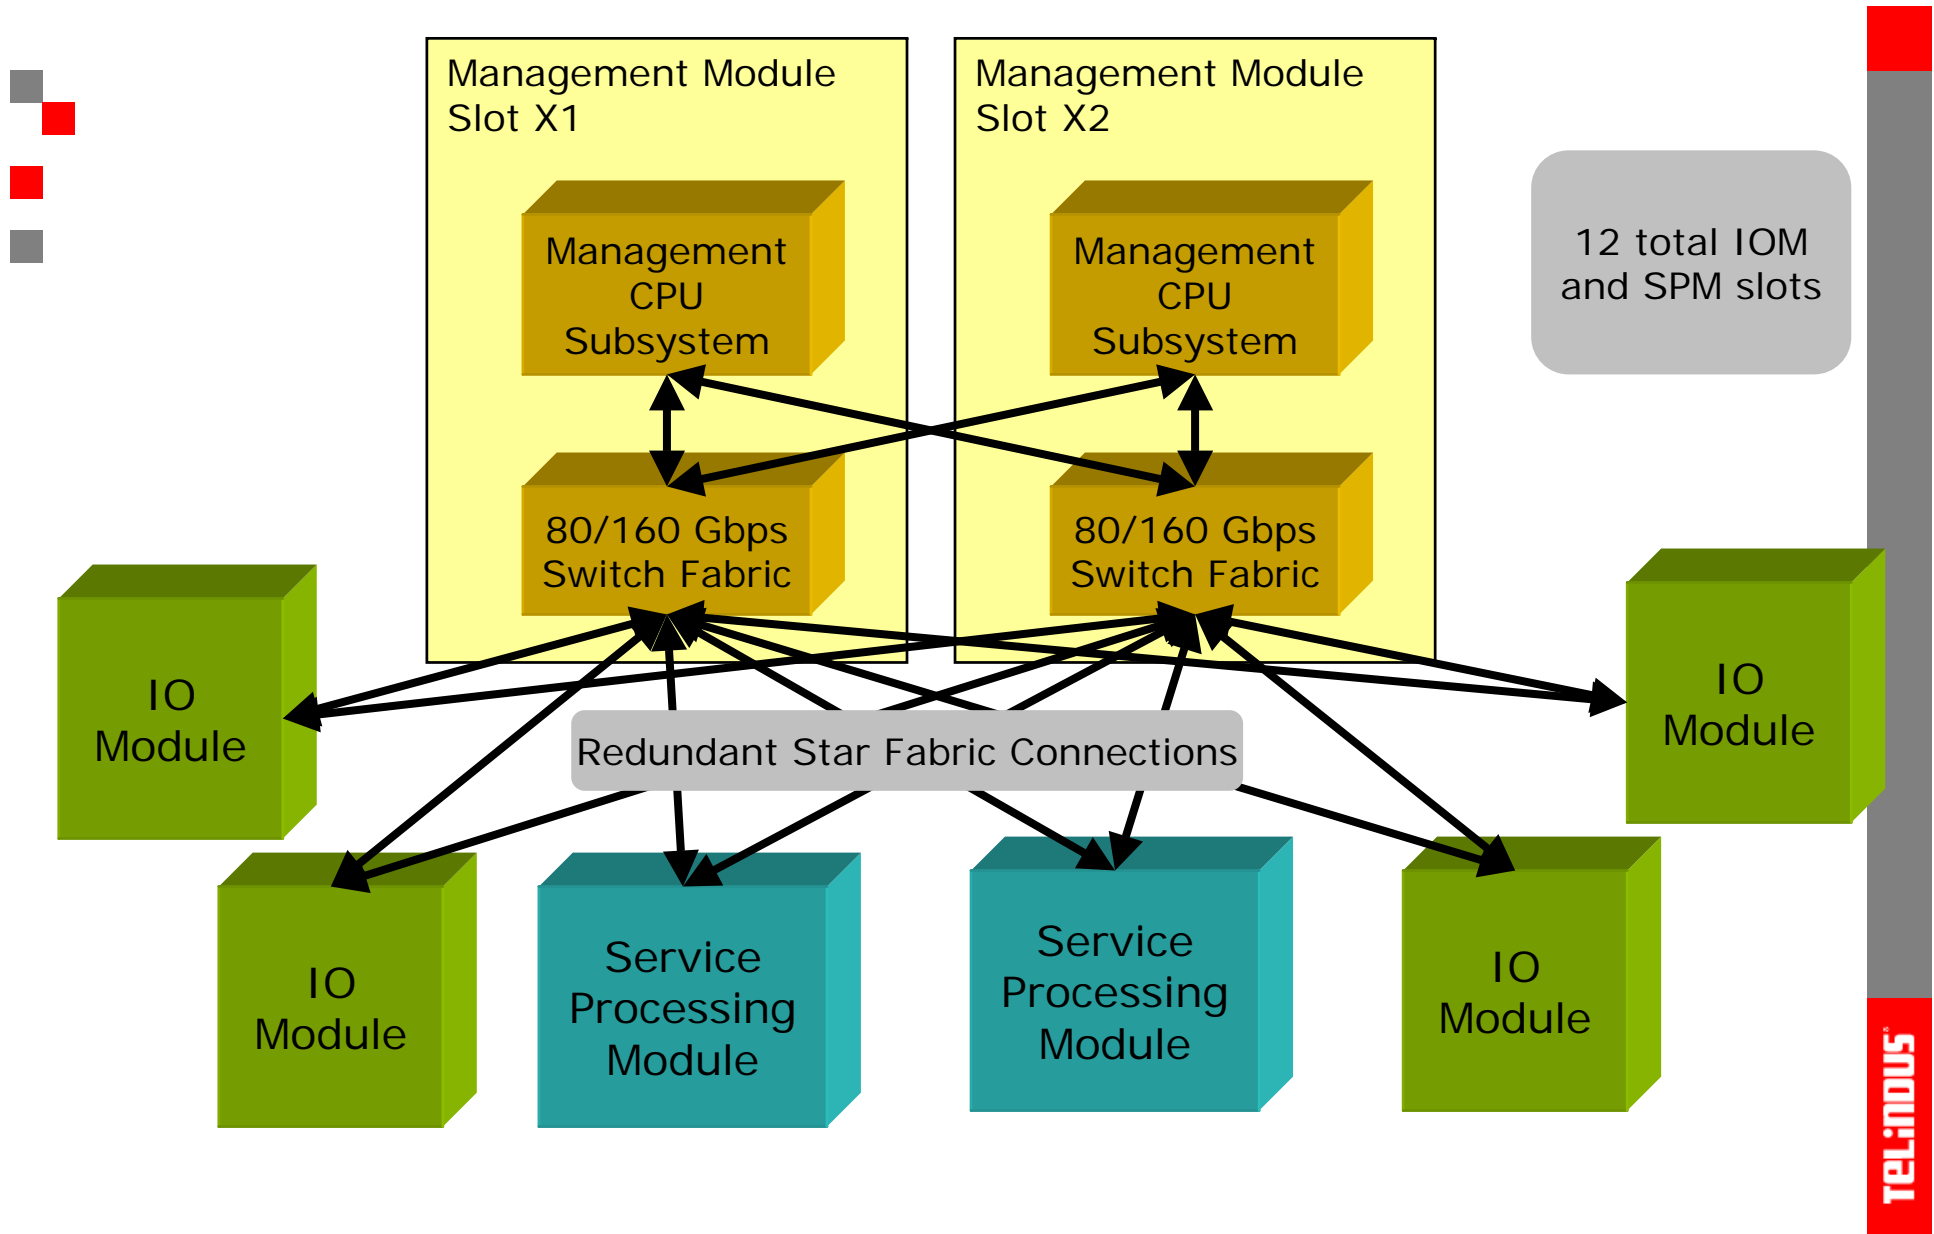 Management Module
Slot X1
Management Module
Slot X2
12 total IOM
and SPM slots
Management
CPU
Subsystem
Management
CPU
Subsystem
80/160 Gbps
Switch Fabric
80/160 Gbps
Switch Fabric
IO
Module
IO
Module
Redundant Star Fabric Connections
IO
Module
Service
Processing
Module
Service
Processing
Module
IO
Module
TELINDUS